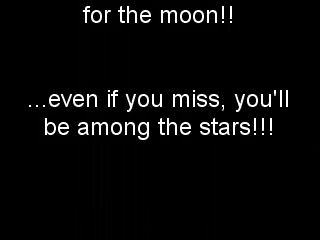 for the moon!!
...even if you miss, you'll
be among the stars!!!